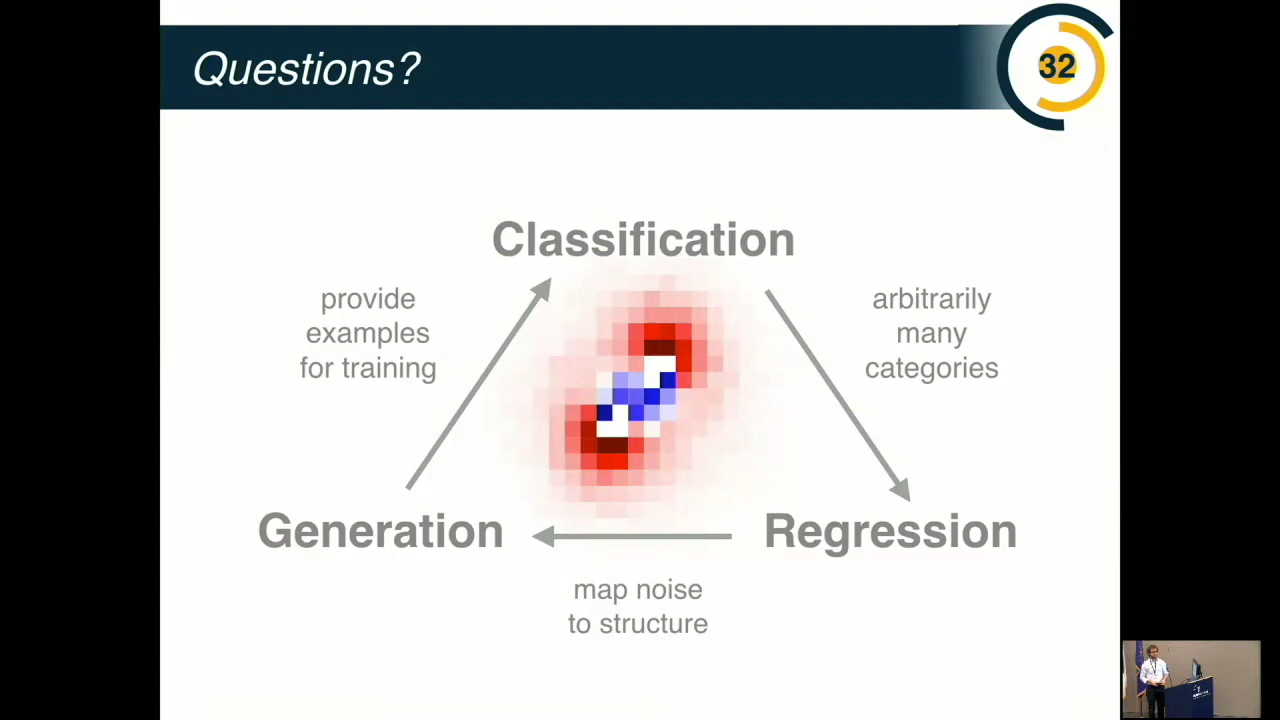 Questions?
32
Classification
provide
examples
for training
arbitrarily
many
categories
Generation
Regression
map noise
to structure